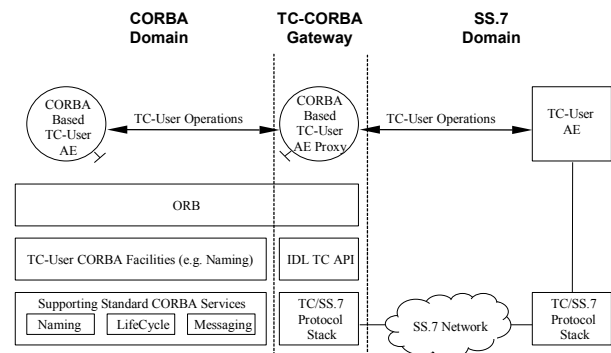 CORBA
Domain
TC-CORBA
Gateway
SS.7
Domain
CORBA
Based
TC-User
AE
TC-User Operations
CORBA
Based
TC-User
AE Proxy
TC-User Operations
TC-User
AE
ORB
TC-User CORBA Facilities (e.g. Naming)
IDL TC API
Supporting Standard CORBA Services
Naming
LifeCycle
Messaging
TC/SS.7
Protocol
Stack
SS.7 Network
TC/SS.7
Protocol
Stack